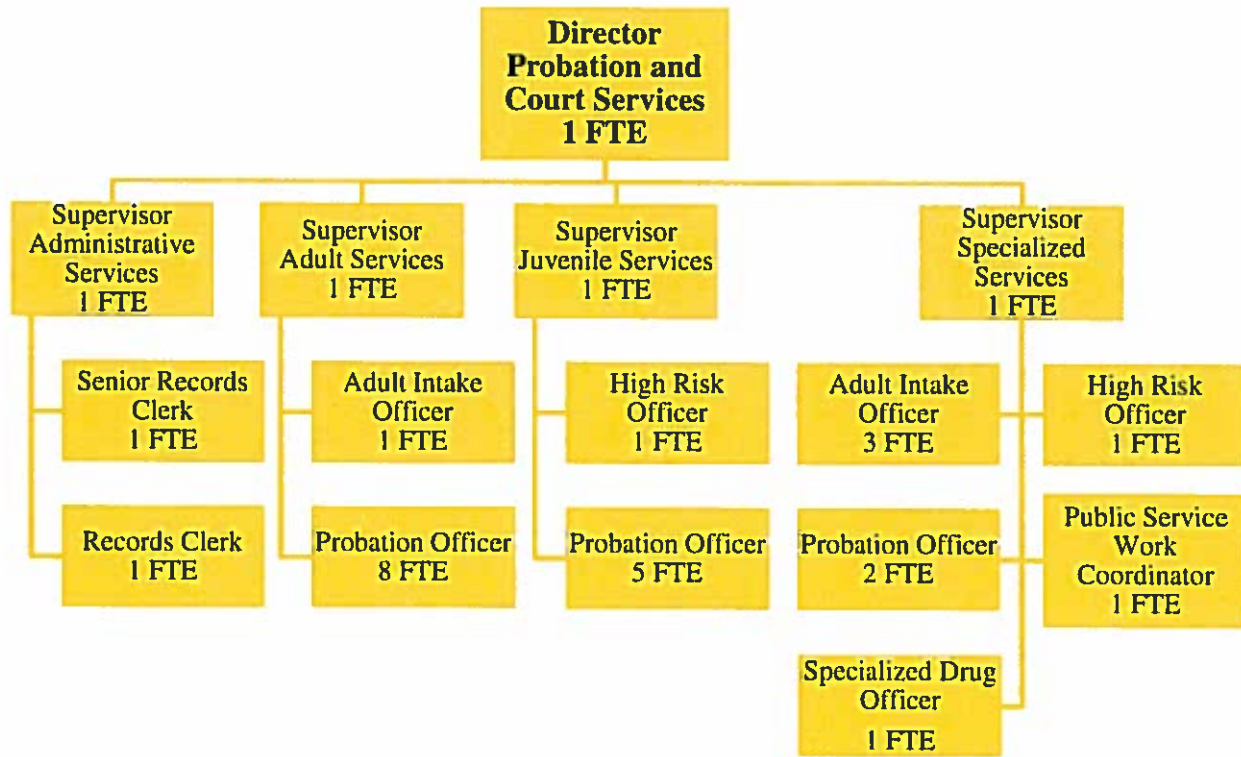 Director
Probation and
Court Services
1 FTE
Supervisor
Administrative
Services
1 FTE
Supervisor
Adult Services
1 FTE
Supervisor
Juvenile Services
1 FTE
Supervisor
Specialized
Services
1 FTE
Senior Records
Clerk
1 FTE
Adult Intake
Officer
1 FTE
High Risk
Officer
1 FTE
Adult Intake
Officer
3 FTE
High Risk
Officer
1 FTE
Records Clerk
1 FTE
Probation Officer
8 FTE
Probation Officer
5 FTE
Probation Officer
2 FTE
Public Service
Work
Coordinator
1 FTE
Specialized Drug
Officer
1 FTE